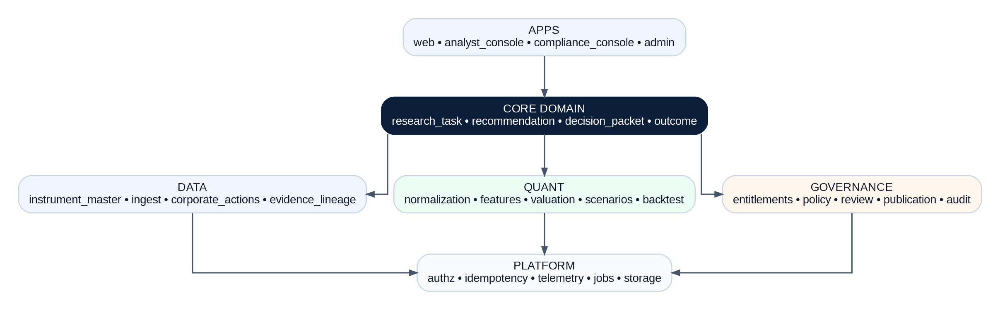 APPS
web • analyst_console • compliance_console • admin
CORE DOMAIN
research_task • recommendation • decision_packet • outcome
DATA
instrument_master • ingest • corporate_actions • evidence_lineage
QUANT
normalization • features • valuation • scenarios • backtest
GOVERNANCE
entitlements • policy • review • publication • audit
PLATFORM
authz • idempotency • telemetry • jobs • storage